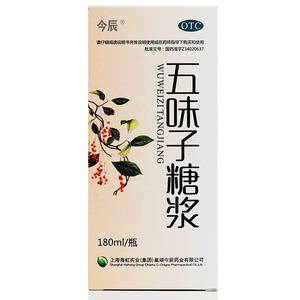 今辰®
OTC
请仔细阅读说明书并按说明使用或在药师指导下购买和使用
批准文号：国药准字Z34020637
五味子糖浆
WUWEIZITANGJIANG
180ml/瓶
上海海虹实业(集团)巢湖今辰药业有限公司